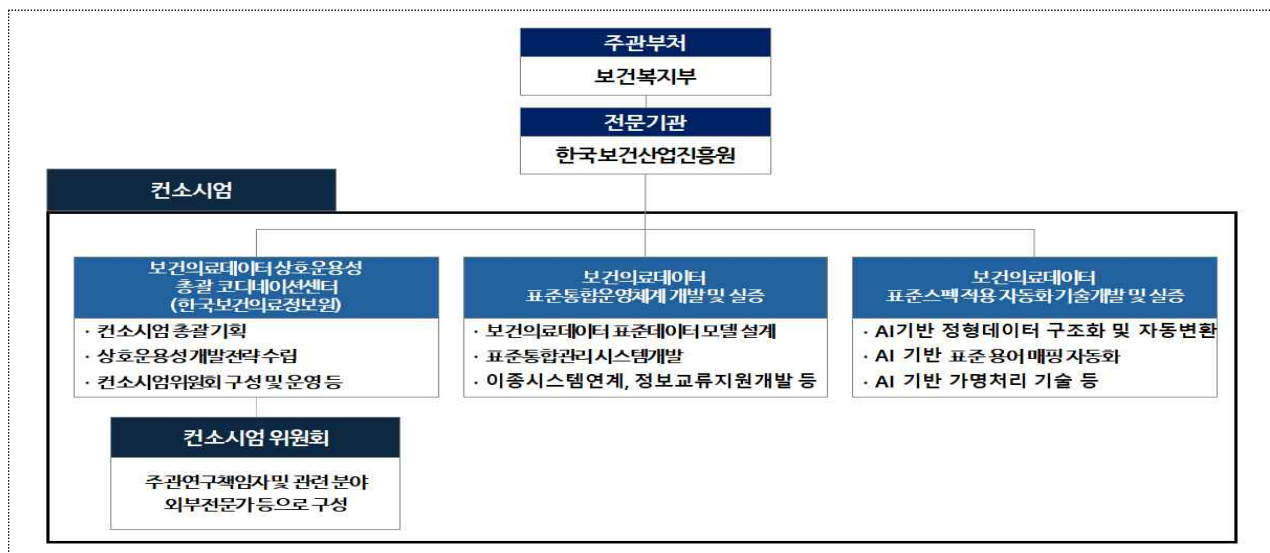 주관부처
보건복지부
전문기관
한국보건산업진흥원
컨소시엄
보건의료데이터 상호운용성
총괄 코디네이션센터
(한국보건의료정보원)
· 컨소시엄 총괄 기획
· 상호운용성 개발전략 수립
· 컨소시엄위원회 구성 및 운영 등
컨소시엄 위원회
주관연구책임자 및 관련 분야
외부전문가 등으로 구성
보건의료데이터
표준통합운영체계 개발 및 실증
· 보건의료데이터 표준데이터 모델 설계
· 표준통합관리 시스템개발
· 이종시스템연계, 정보교류지원개발 등
보건의료데이터
표준스펙 적용 자동화 기술개발 및 실증
· AI기반 정형데이터 구조화 및 자동변환
· AI 기반 표준 용어 매핑 자동화
· AI 기반 가명처리 기술 등